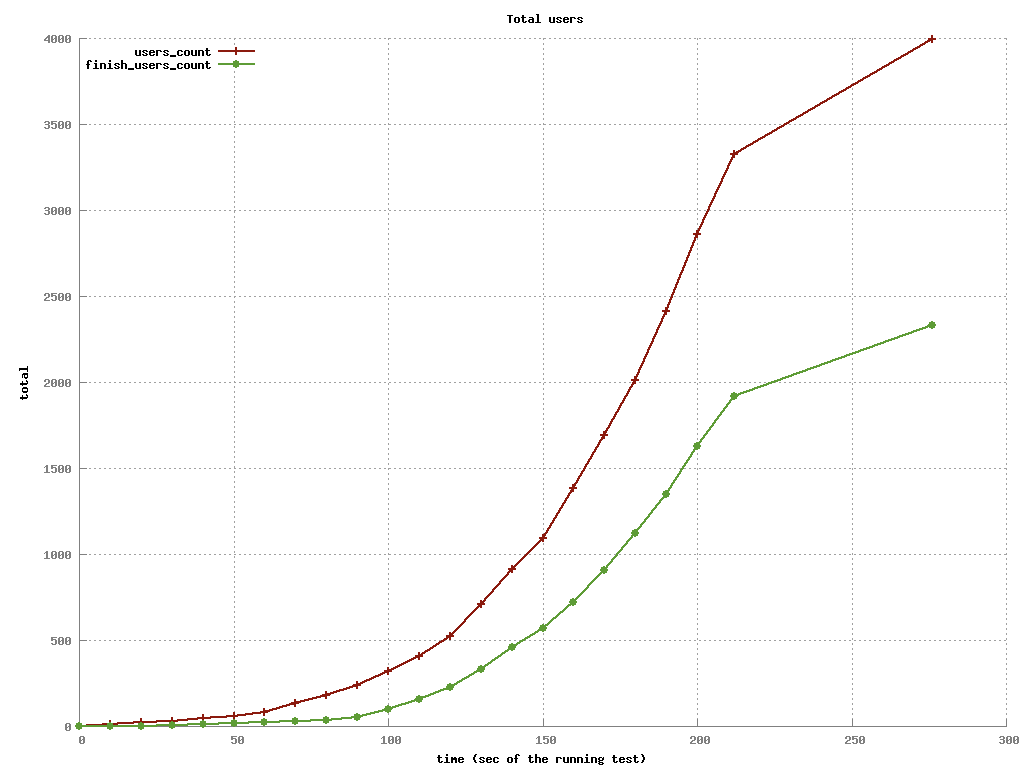 Total users
users_count
finish_users_count
4000
3500
3000
2500
2000
1500
1000
500
0
total
0 50 100 150 200 250 300
time (sec of the running test)